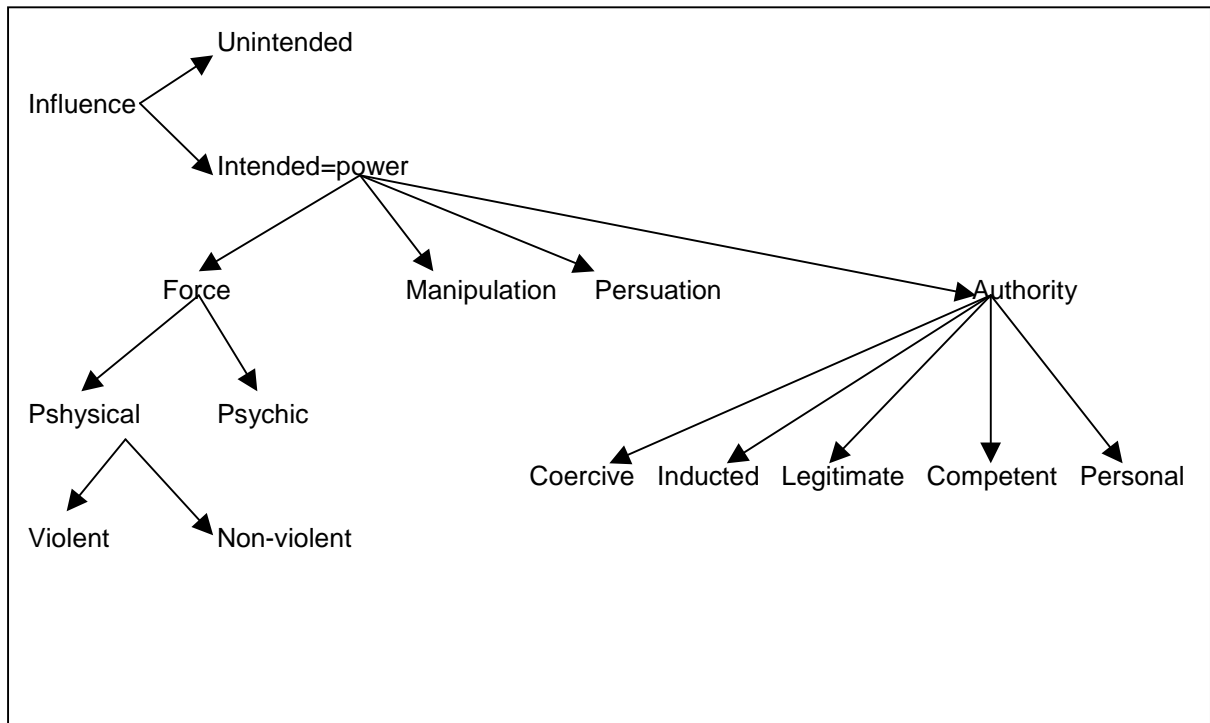 Unintended
Influence
Intended=power
Force Manipulation Persuation Authority
Pshysical Psychic
Coercive Inducted Legitimate Competent Personal
Violent Non-violent